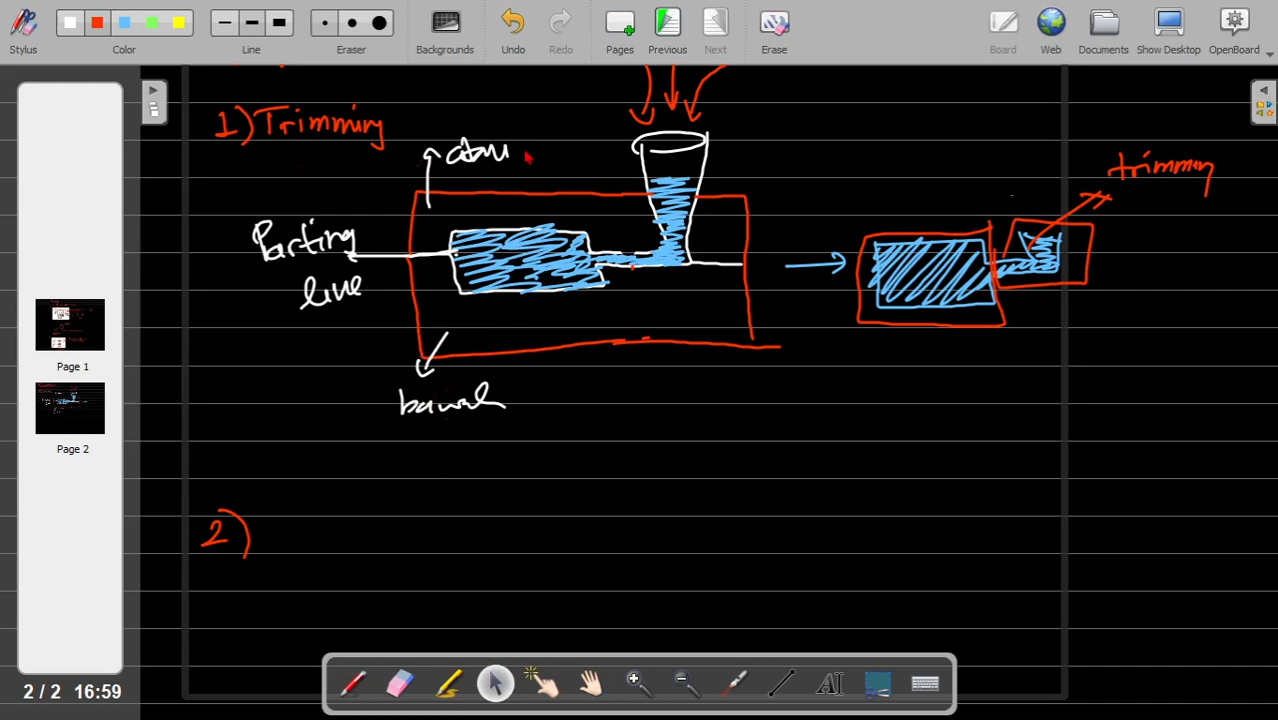 Stylus
Color
Line
Eraser
Backgrounds
Undo
Redo
Pages
Previous
Next
Erase
Board
Web
Documents
Show Desktop
OpenBoard
1) Trimming
trimming
Parting
line
bawah
2)
Page 1
Page 2
2 / 2 16:59